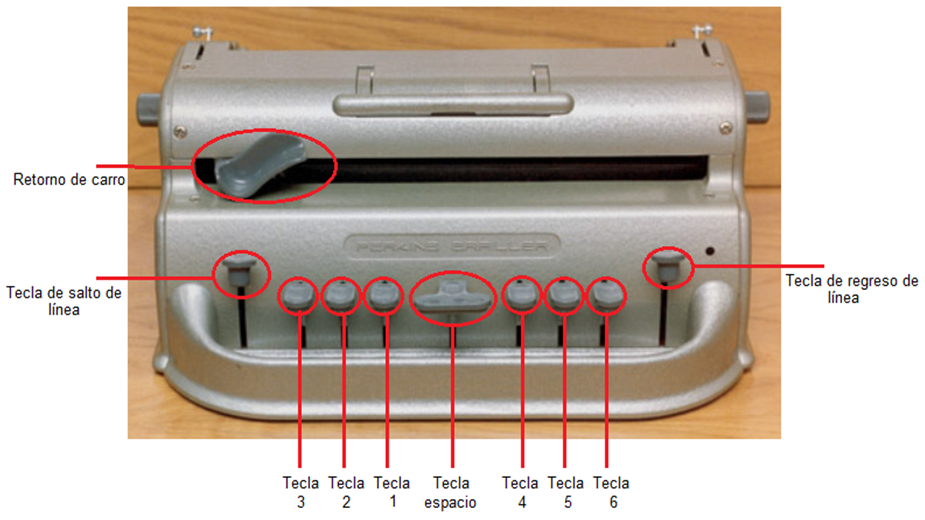 Retorno de carro
PERKINS BRAILLER
Tecla de salto de
línea
Tecla de regreso de
línea
Tecla
3
Tecla
2
Tecla
1
Tecla
espacio
Tecla
4
Tecla
5
Tecla
6